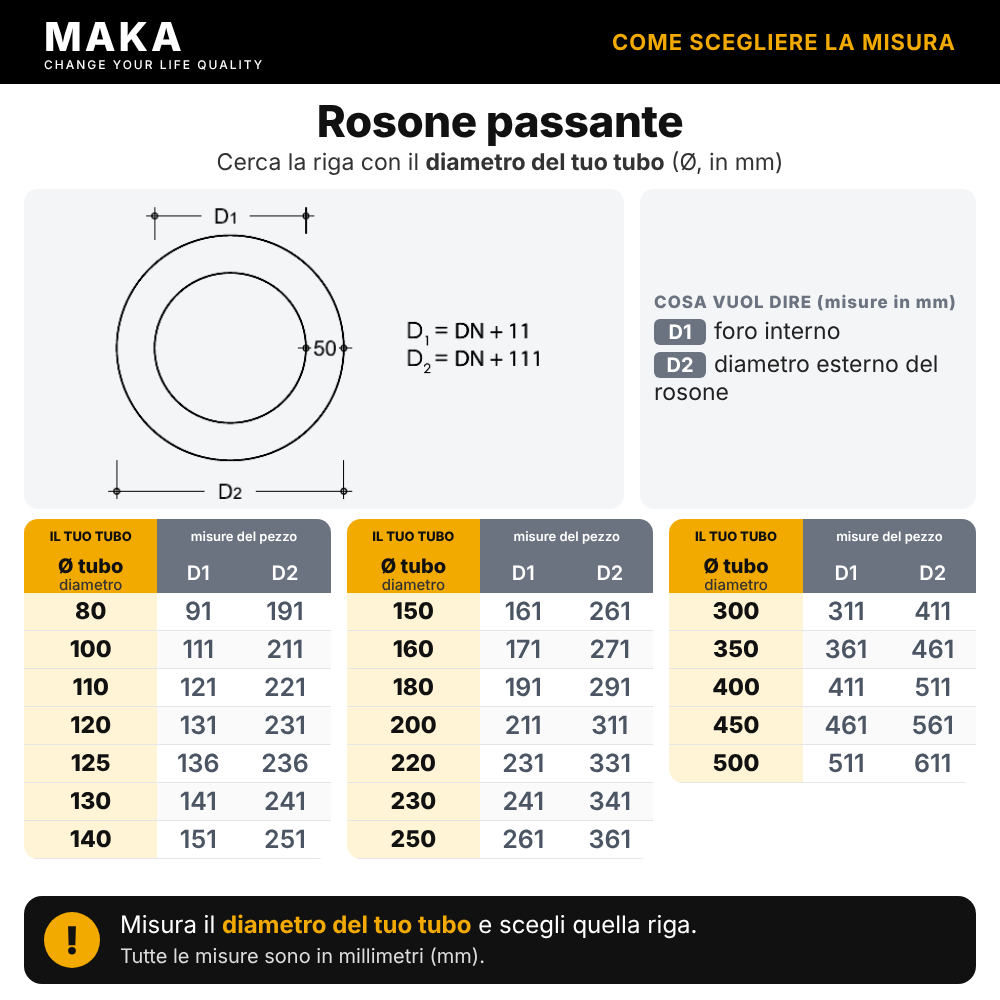 MAKA
CHANGE YOUR LIFE QUALITY
COME SCEGLIERE LA MISURA
Rosone passante
Cerca la riga con il diametro del tuo tubo (Ø, in mm)
D1
50
D2
D1 = DN + 11
D2 = DN + 111
COSA VUOL DIRE (misure in mm)
D1 foro interno
D2 diametro esterno del
rosone
IL TUO TUBO misure del pezzo
Ø tubo D1 D2
diametro
80 91 191
100 111 211
110 121 221
120 131 231
125 136 236
130 141 241
140 151 251
IL TUO TUBO misure del pezzo
Ø tubo D1 D2
diametro
150 161 261
160 171 271
180 191 291
200 211 311
220 231 331
230 241 341
250 261 361
IL TUO TUBO misure del pezzo
Ø tubo D1 D2
diametro
300 311 411
350 361 461
400 411 511
450 461 561
500 511 611
!
Misura il diametro del tuo tubo e scegli quella riga.
Tutte le misure sono in millimetri (mm).